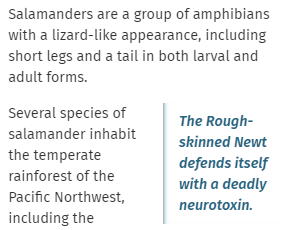 Salamanders are a group of amphibians
with a lizard-like appearance, including
short legs and a tail in both larval and
adult forms.
Several species of
salamander inhabit
the temperate
rainforest of the
Pacific Northwest,
including the
The Rough-
skinned Newt
defends itself
with a deadly
neurotoxin.